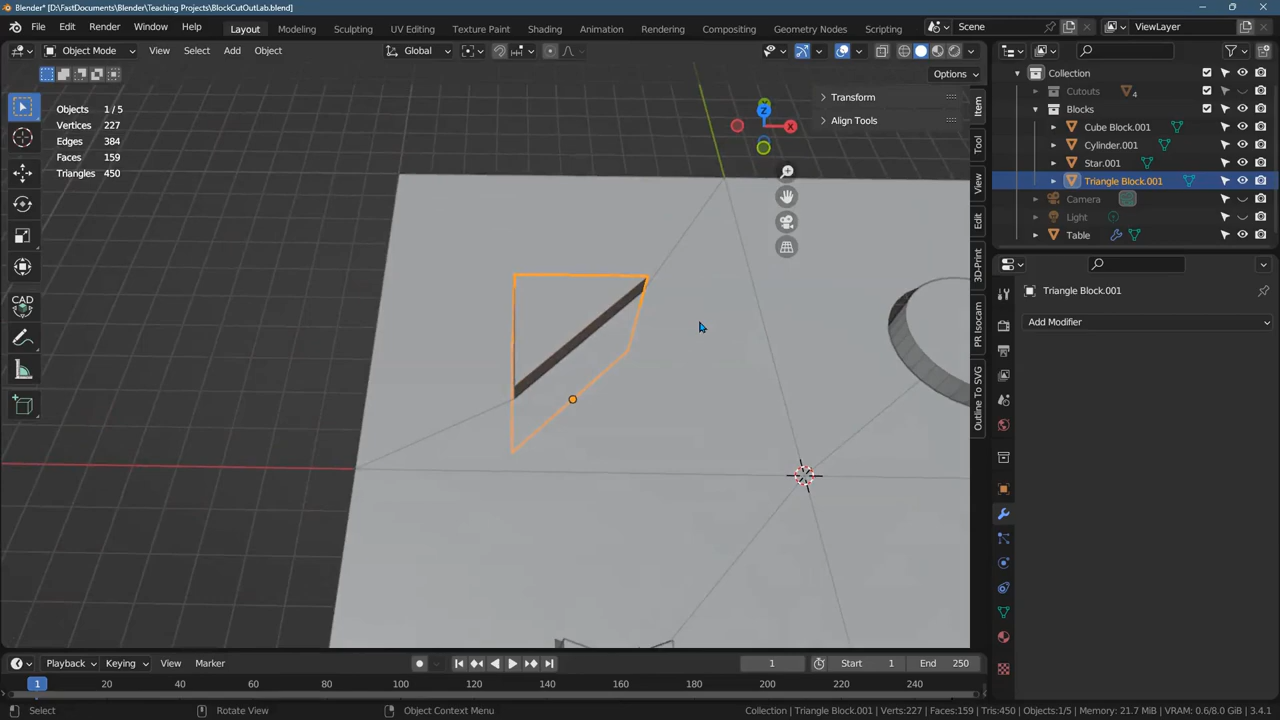 Blender* [D:\FastDocuments\Blender\Teaching Projects\BlockCutOutLab.blend]
File Edit Render Window Help Layout Modeling Sculpting UV Editing Texture Paint Shading Animation Rendering Compositing Geometry Nodes Scripting Scene ViewLayer
Object Mode View Select Add Object Global
Options
Objects 1 / 5
Vertices 227
Edges 384
Faces 159
Triangles 450
CAD
Transform
Align Tools
Z
Y
X
Item
Tool
View
Edit
3D-Print
PR Isocam
Outline To SVG
Collection
Cutouts 4
Blocks
Cube Block.001
Cylinder.001
Star.001
Triangle Block.001
Camera
Light
Table
Triangle Block.001
Add Modifier
Playback Keying View Marker 1 Start 1 End 250
1 20 40 60 80 100 120 140 160 180 200 220 240
Select Rotate View Object Context Menu Collection | Triangle Block.001 | Verts:227 | Faces:159 | Tris:450 | Objects:1/5 | Memory: 21.7 MiB | VRAM: 0.6/8.0 GiB | 3.4.1